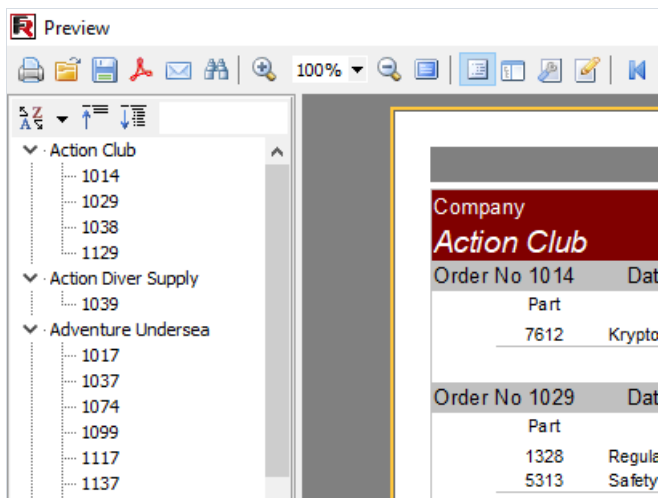 Preview
100%
Action Club
1014
1029
1038
1129
Action Diver Supply
1039
Adventure Undersea
1017
1037
1074
1099
1117
1137
Company
Action Club
Order No 1014
Part
7612
Order No 1029
Part
1328
5313 Safety